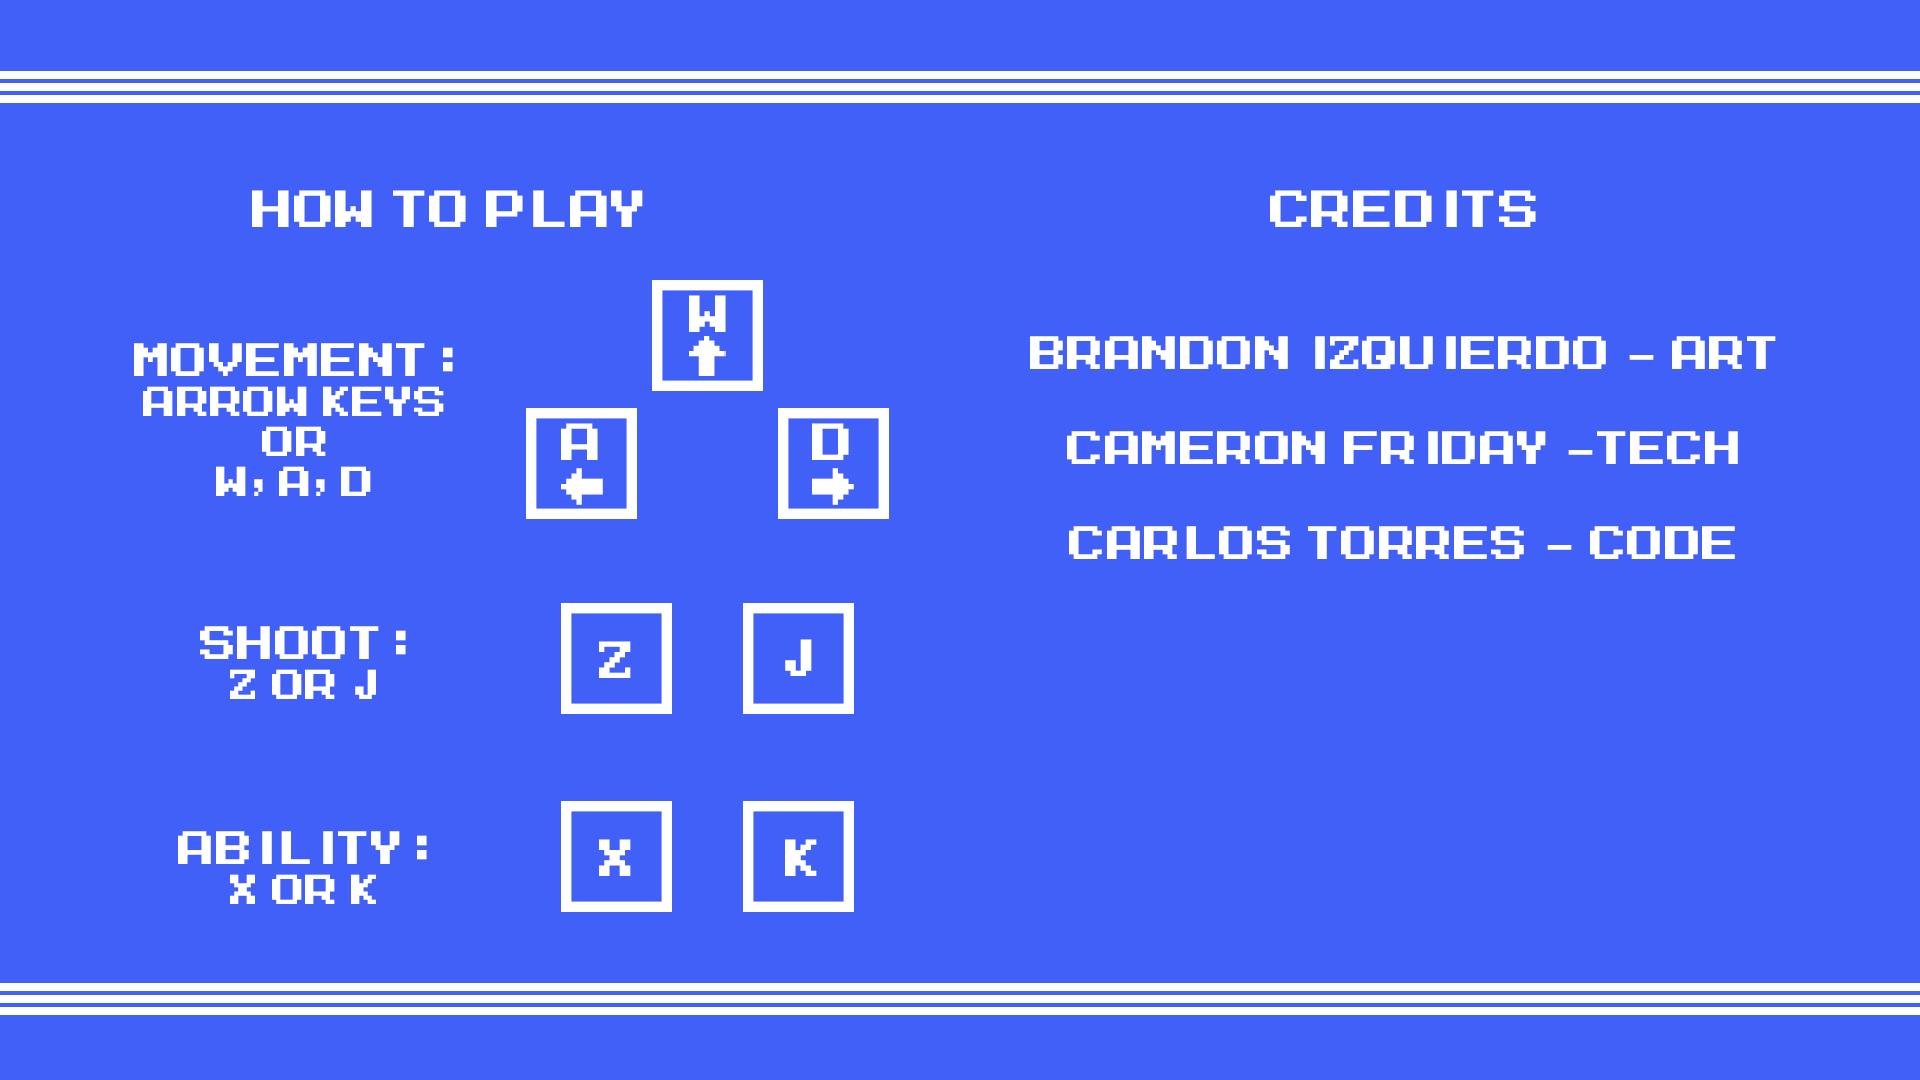 HOW TO PLAY
MOVEMENT:
ARROW KEYS
OR
W,A,D
W
A
D
SHOOT:
Z OR J
Z
J
ABILITY:
X OR K
X
K
CREDITS
BRANDON IZQUIERDO - ART
CAMERON FRIDAY -TECH
CARLOS TORRES - CODE